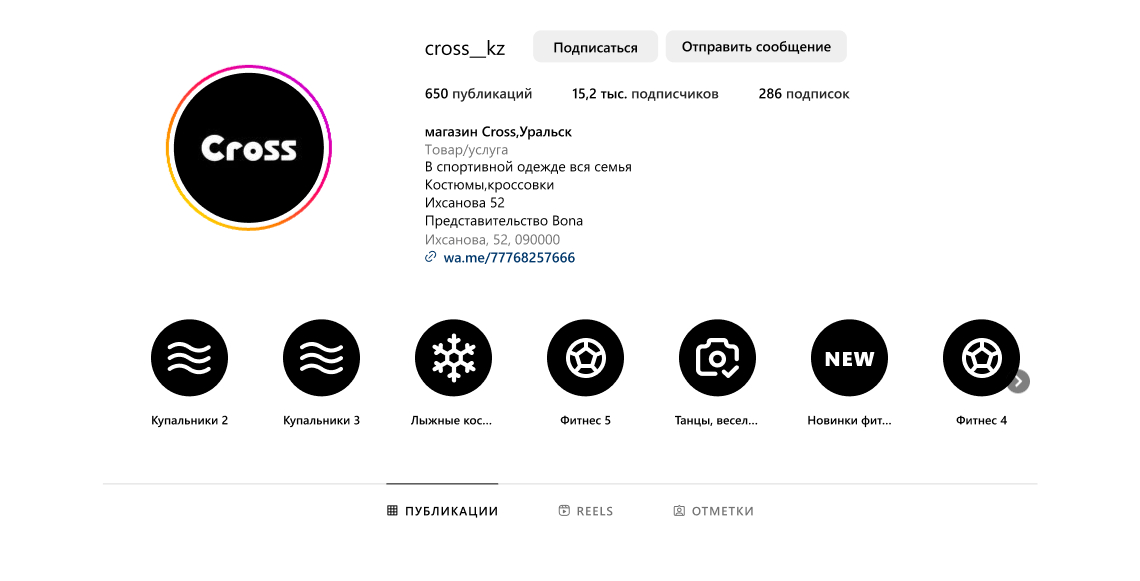 cross__kz Подписаться Отправить сообщение
650 публикаций 15,2 тыс. подписчиков 286 подписок
Cross
магазин Cross,Уральск
Товар/услуга
В спортивной одежде вся семья
Костюмы,кроссовки
Ихсанова 52
Представительство Bona
Ихсанова, 52, 090000
wa.me/77768257666
NEW
Купальники 2 Купальники 3 Лыжные кос... Фитнес 5 Танцы, весел... Новинки фит... Фитнес 4
ПУБЛИКАЦИИ REELS ОТМЕТКИ